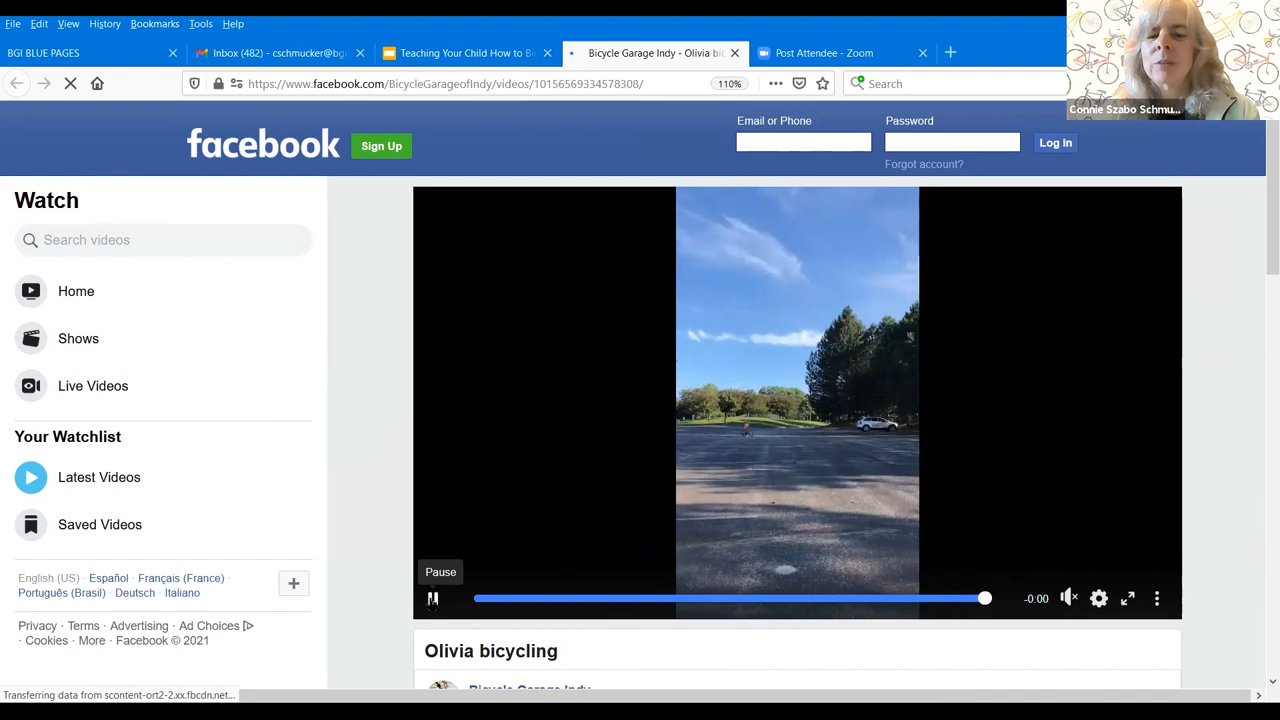 File Edit View History Bookmarks Tools Help
BGI BLUE PAGES
Inbox (482) - cschmucker@bg
Teaching Your Child How to Bi
Bicycle Garage Indy - Olivia bic
Post Attendee - Zoom
https://www.facebook.com/BicycleGarageofIndy/videos/10156569334578308/
110%
Search
Connie Szabo Schmu...
facebook
Sign Up
Email or Phone
Password
Log In
Forgot account?
Watch
Search videos
Home
Shows
Live Videos
Your Watchlist
Latest Videos
Saved Videos
English (US) · Español · Français (France) ·
Português (Brasil) · Deutsch · Italiano
Privacy · Terms · Advertising · Ad Choices
· Cookies · More · Facebook © 2021
Pause
-0:00
Olivia bicycling
Bicycle Garage Indy
Transferring data from scontent-ort2-2.xx.fbcdn.net...